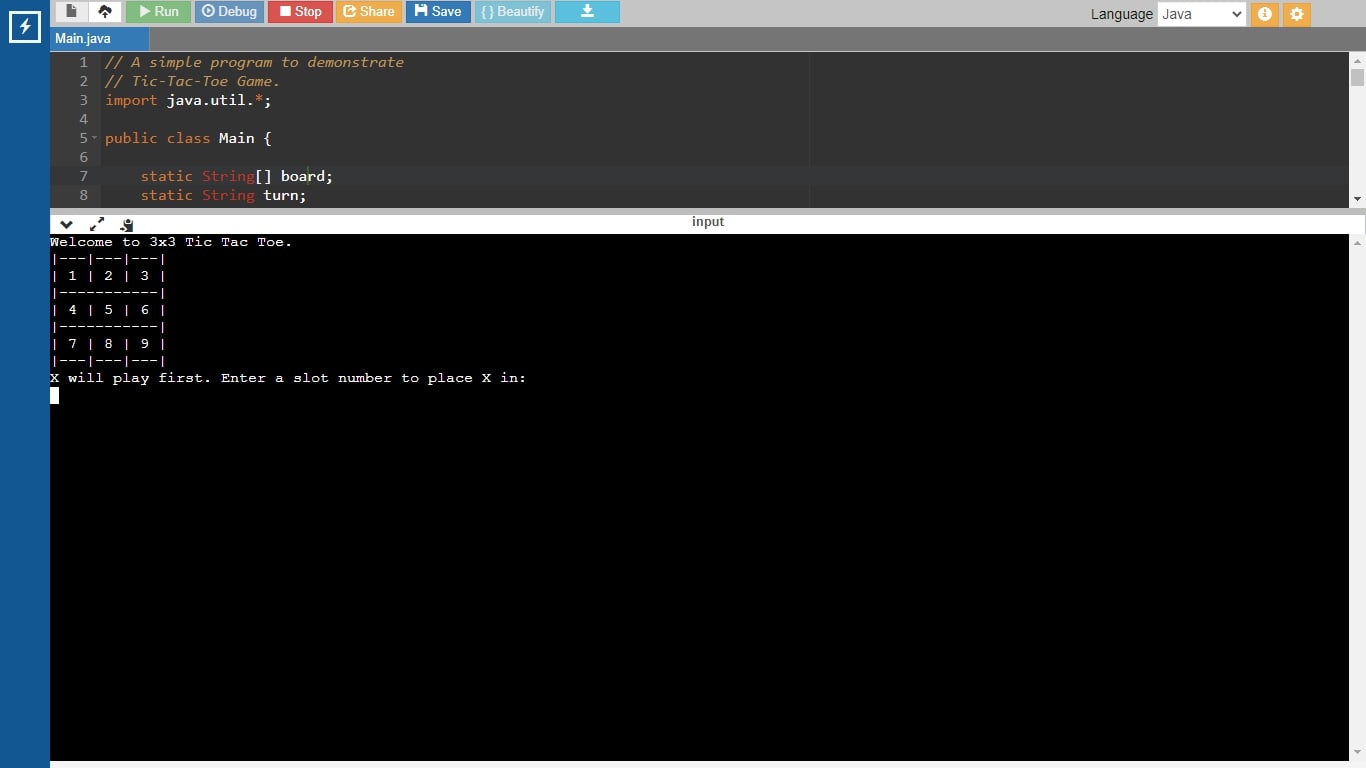 Run Debug Stop Share Save { } Beautify Language Java
Main.java
1 // A simple program to demonstrate
2 // Tic-Tac-Toe Game.
3 import java.util.*;
4
5 public class Main {
6
7 static String[] board;
8 static String turn;
input
Welcome to 3x3 Tic Tac Toe.
|---|---|---|
| 1 | 2 | 3 |
|-----------|
| 4 | 5 | 6 |
|-----------|
| 7 | 8 | 9 |
|---|---|---|
X will play first. Enter a slot number to place X in: